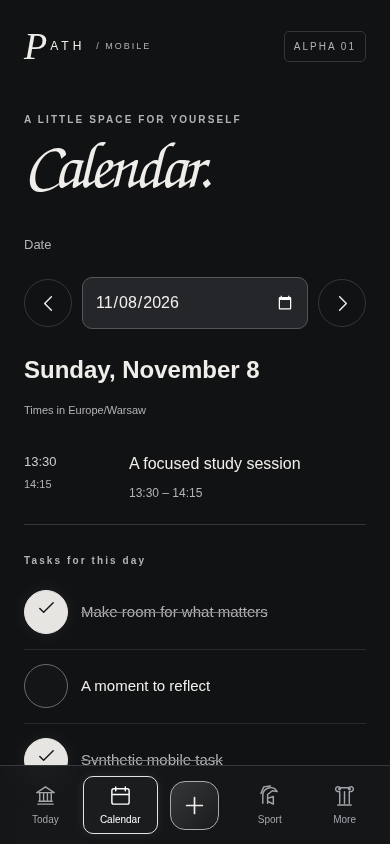 PATH / MOBILE
ALPHA 01
A LITTLE SPACE FOR YOURSELF
Calendar.
Date
11/08/2026
Sunday, November 8
Times in Europe/Warsaw
13:30
A focused study session
14:15
13:30 – 14:15
Tasks for this day
Make room for what matters
A moment to reflect
Synthetic mobile task
Today
Calendar
Sport
More